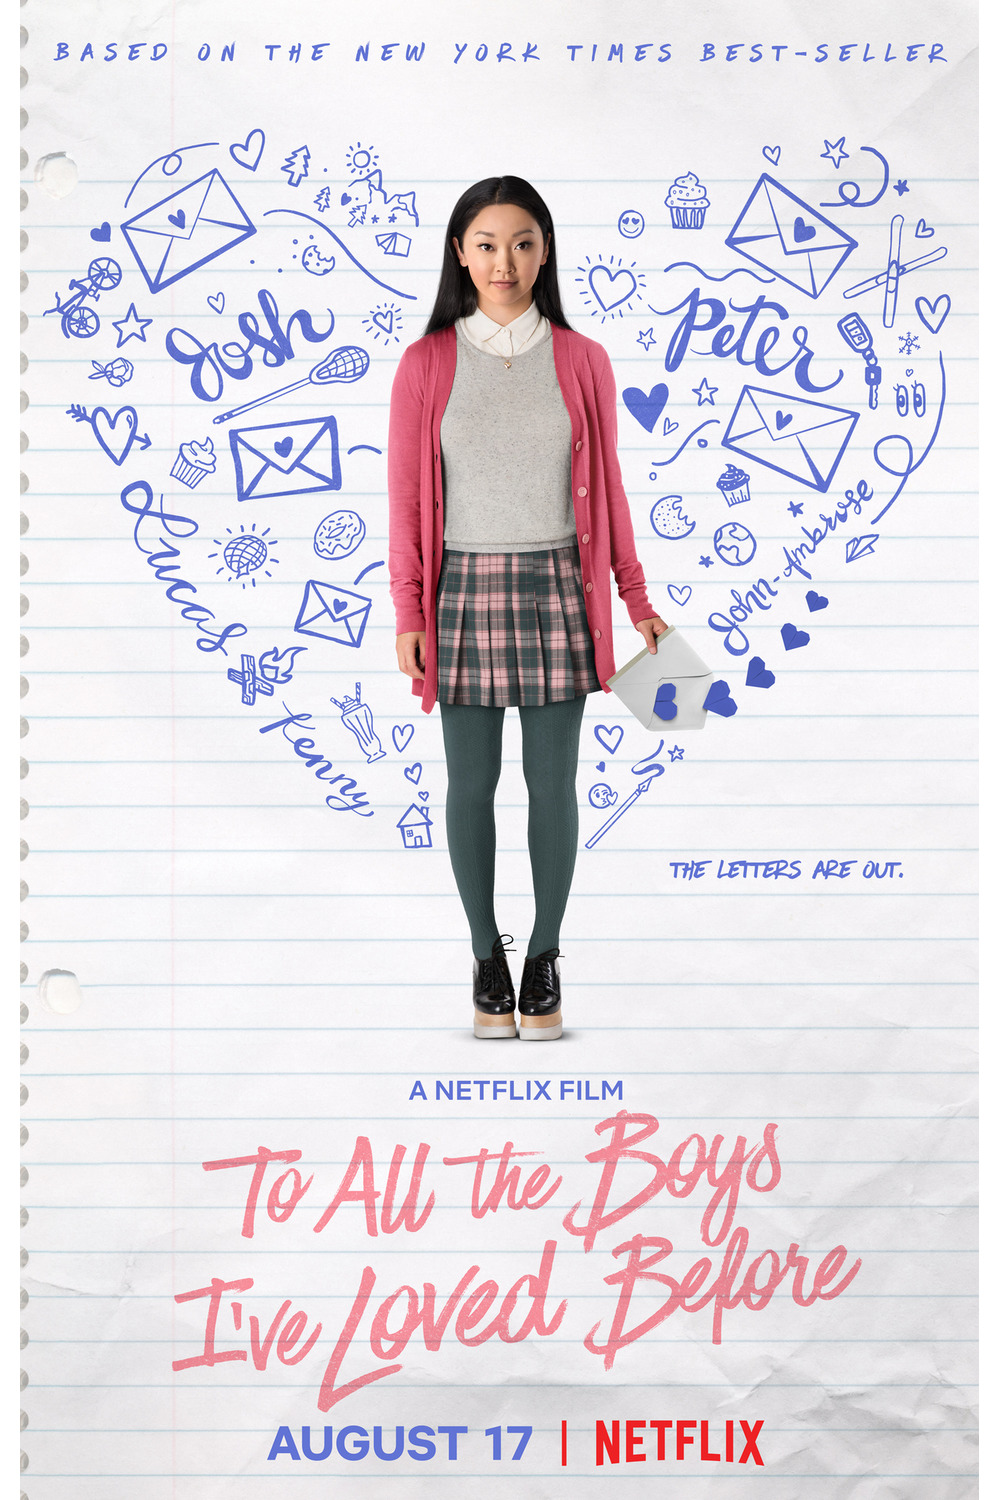 BASED ON THE NEW YORK TIMES BEST-SELLER
Josh
Peter
Lucas
John-Ambrose
Kenny
THE LETTERS ARE OUT.
A NETFLIX FILM
To All the Boys
I've Loved Before
AUGUST 17 | NETFLIX